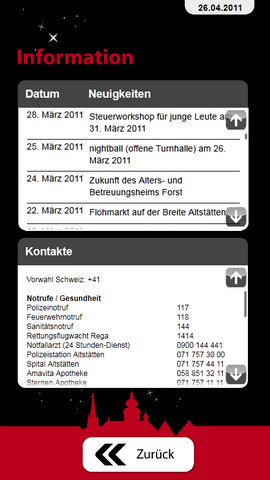 26.04.2011
Information
Datum Neuigkeiten
28. März 2011 Steuerworkshop für junge Leute am
31. März 2011
25. März 2011 nightball (offene Turnhalle) am 26.
März 2011
24. März 2011 Zukunft des Alters- und
Betreuungsheims Forst
22. März 2011 Flohmarkt auf der Breite Altstätten
Kontakte
Vorwahl Schweiz: +41
Notrufe / Gesundheit
Polizeinotruf 117
Feuerwehrnotruf 118
Sanitätsnotruf 144
Rettungsflugwacht Rega 1414
Notfallarzt (24 Stunden-Dienst) 0900 144 441
Polizeistation Altstätten 071 757 30 00
Spital Altstätten 071 757 44 11
Amavita Apotheke 058 851 32 11
Sternen Apotheke 071 757 11 11
Zurück